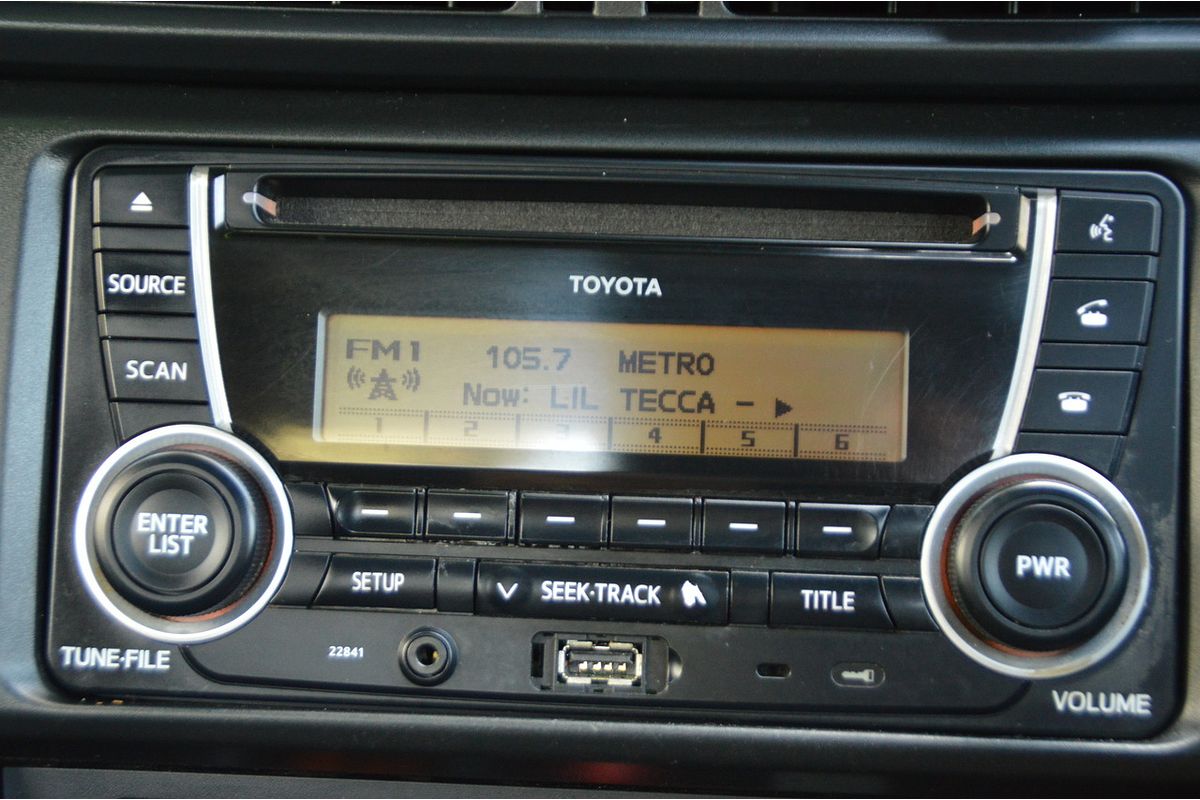 TOYOTA
SOURCE
SCAN
FM1 105.7 METRO
Now: LIL TECCA -
1 2 3 4 5 6
ENTER
LIST
PWR
SETUP
SEEK·TRACK
TITLE
TUNE·FILE
22841
VOLUME